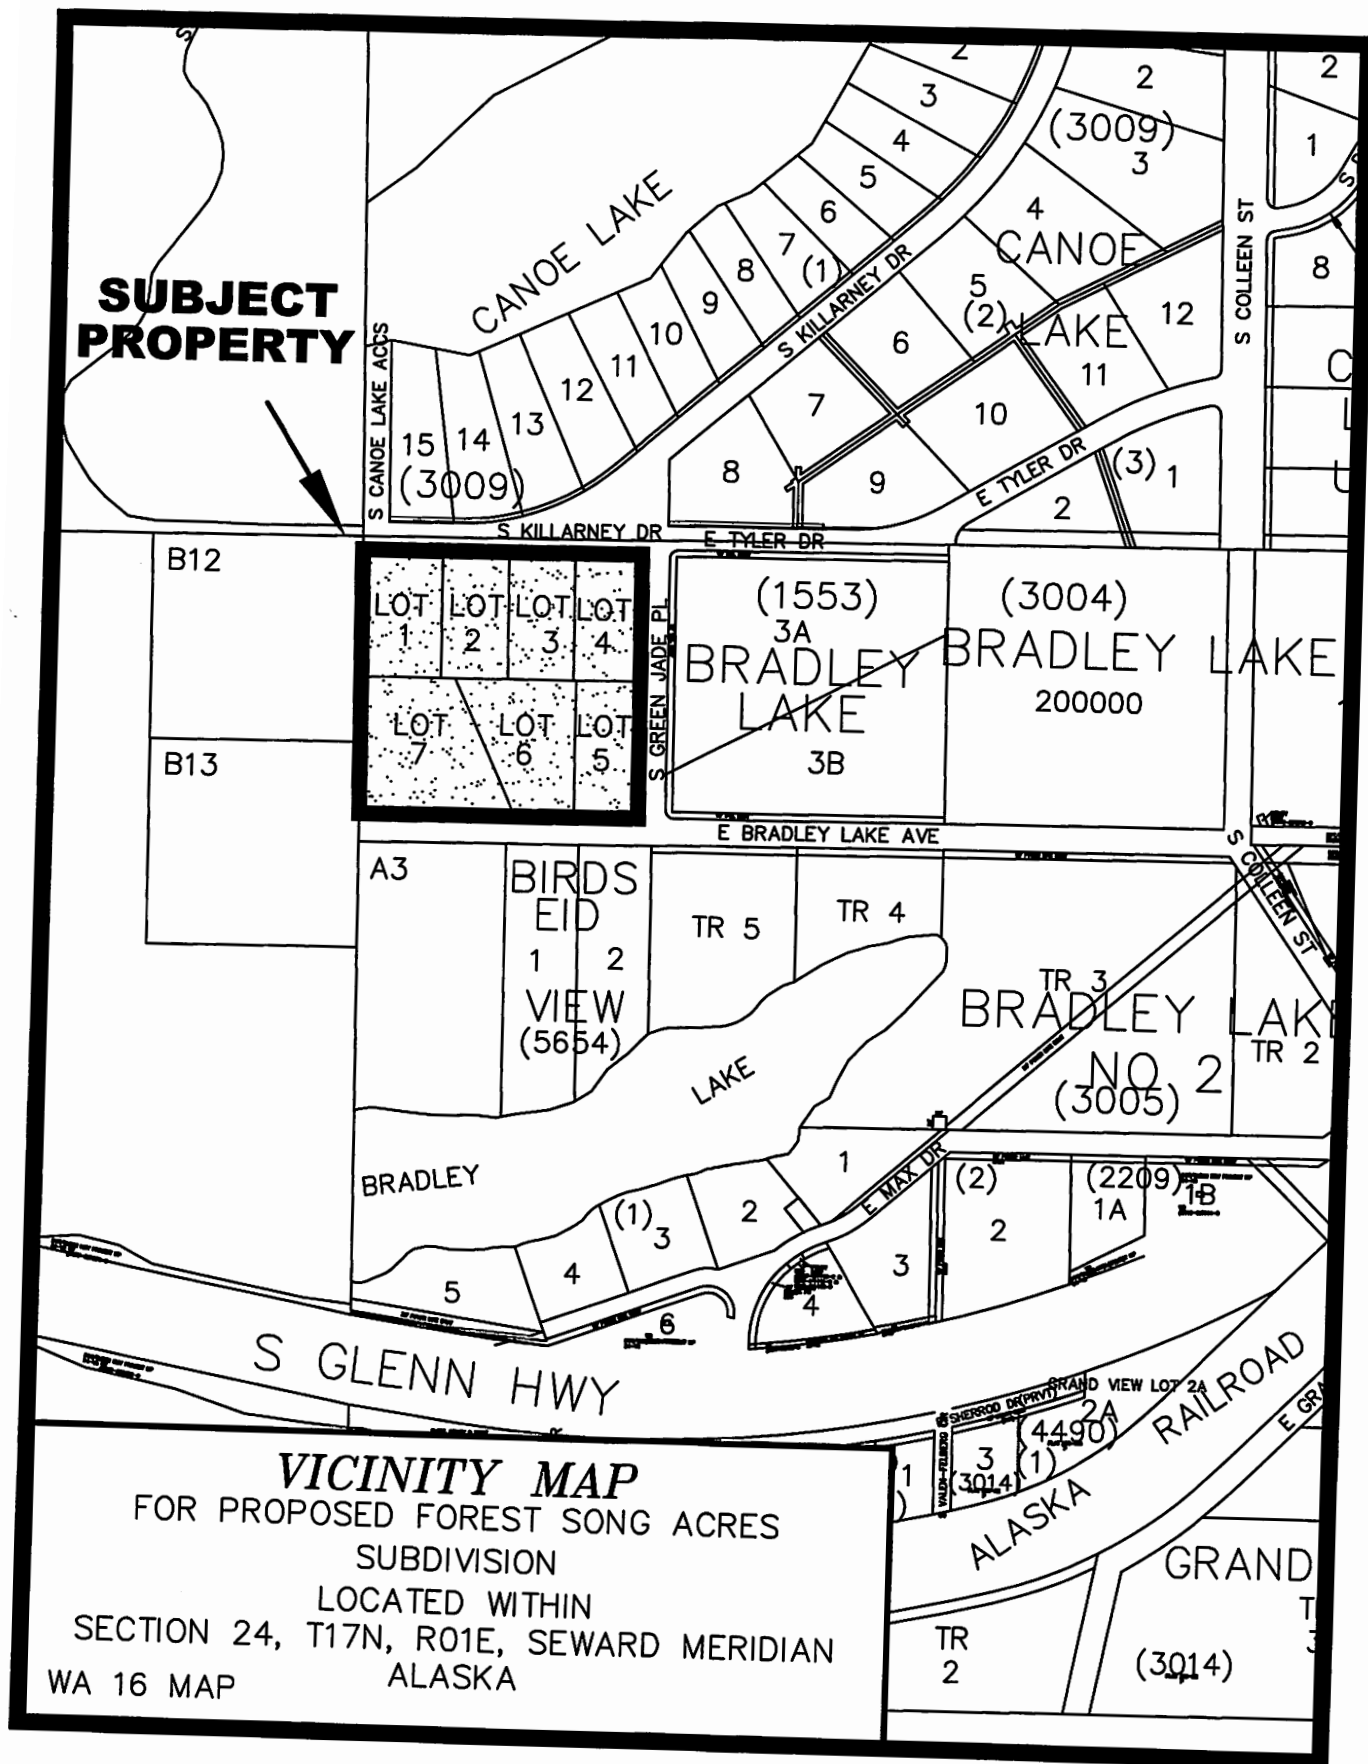 S
2
3
4
5
6
7
(1)
8
9
10
11
12
13
14
15
(3009)
CANOE LAKE
S KILLARNEY DR
2
(3009)
3
4
CANOE
5
(2)
LAKE
6
12
11
7
10
8
9
E TYLER DR
(3)
1
2
S COLLEEN ST
2
1
8
SUBJECT
PROPERTY
S CANOE LAKE ACCS
S KILLARNEY DR
E TYLER DR
B12
B13
LOT
1
LOT
2
LOT
3
LOT
4
LOT
7
LOT
6
LOT
5
S GREEN JADE PL
(1553)
3A
BRADLEY
LAKE
3B
(3004)
BRADLEY LAKE
200000
E BRADLEY LAKE AVE
S COLLEEN ST
A3
BIRDS
EID
1 2
VIEW
(5654)
TR 5
TR 4
TR 3
BRADLEY LAKE
NO 2
(3005)
TR 2
LAKE
BRADLEY
1
2
(1)
3
4
5
6
E MAX DR
(2)
2
3
4
(2209)
1A
1B
S GLENN HWY
GRAND VIEW LOT 2A
SHERROD DR(PRVT)
2A
(4490)
(1)
3
(3014)
1
ALASKA RAILROAD
E GRA
GRAND
TR
2
(3014)
VICINITY MAP
FOR PROPOSED FOREST SONG ACRES
SUBDIVISION
LOCATED WITHIN
SECTION 24, T17N, R01E, SEWARD MERIDIAN
ALASKA
WA 16 MAP